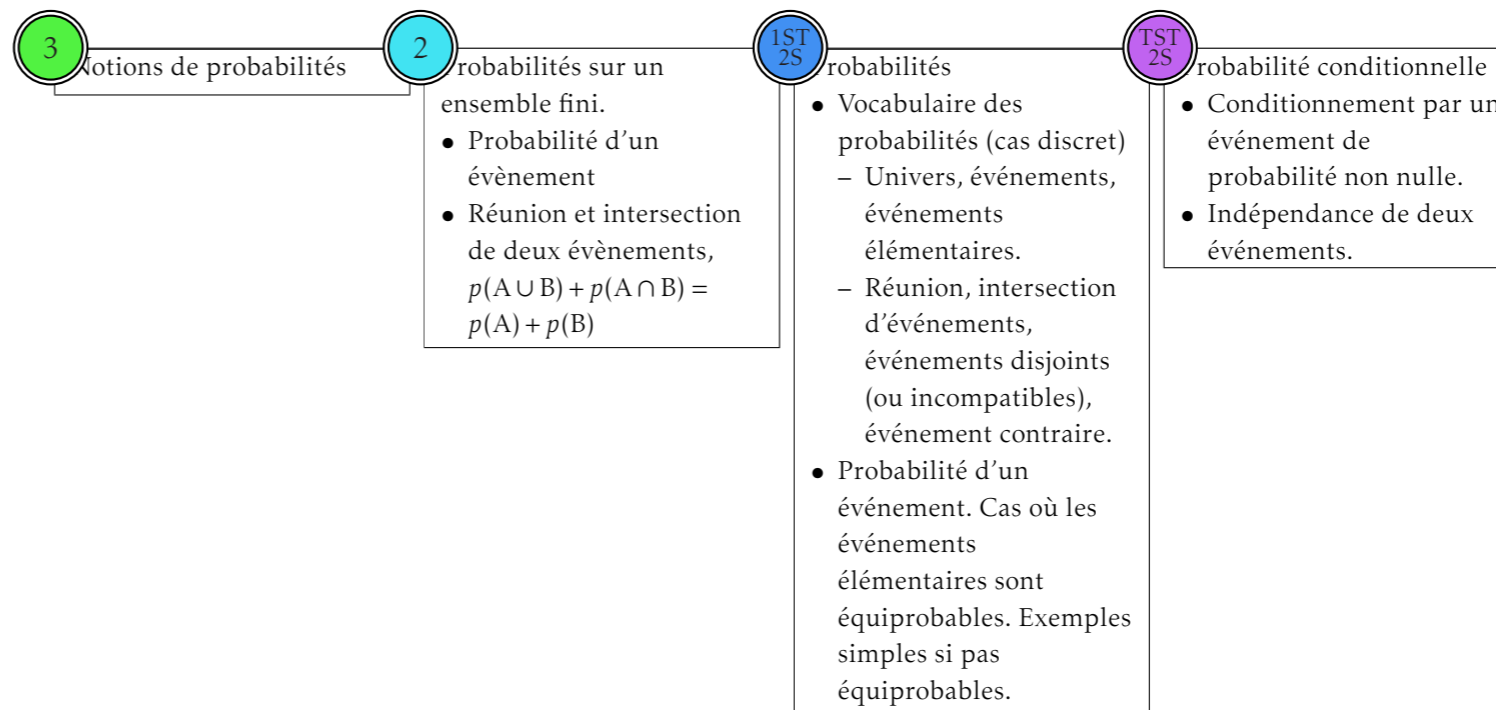 3
Notions de probabilités
2
Probabilités sur un
ensemble fini.
• Probabilité d'un
évènement
• Réunion et intersection
de deux évènements,
p(A ∪ B) + p(A ∩ B) =
p(A) + p(B)
1ST
2S
Probabilités
• Vocabulaire des
probabilités (cas discret)
– Univers, événements,
événements
élémentaires.
– Réunion, intersection
d'événements,
événements disjoints
(ou incompatibles),
événement contraire.
• Probabilité d'un
événement. Cas où les
événements
élémentaires sont
équiprobables. Exemples
simples si pas
équiprobables.
TST
2S
Probabilité conditionnelle
• Conditionnement par un
événement de
probabilité non nulle.
• Indépendance de deux
événements.